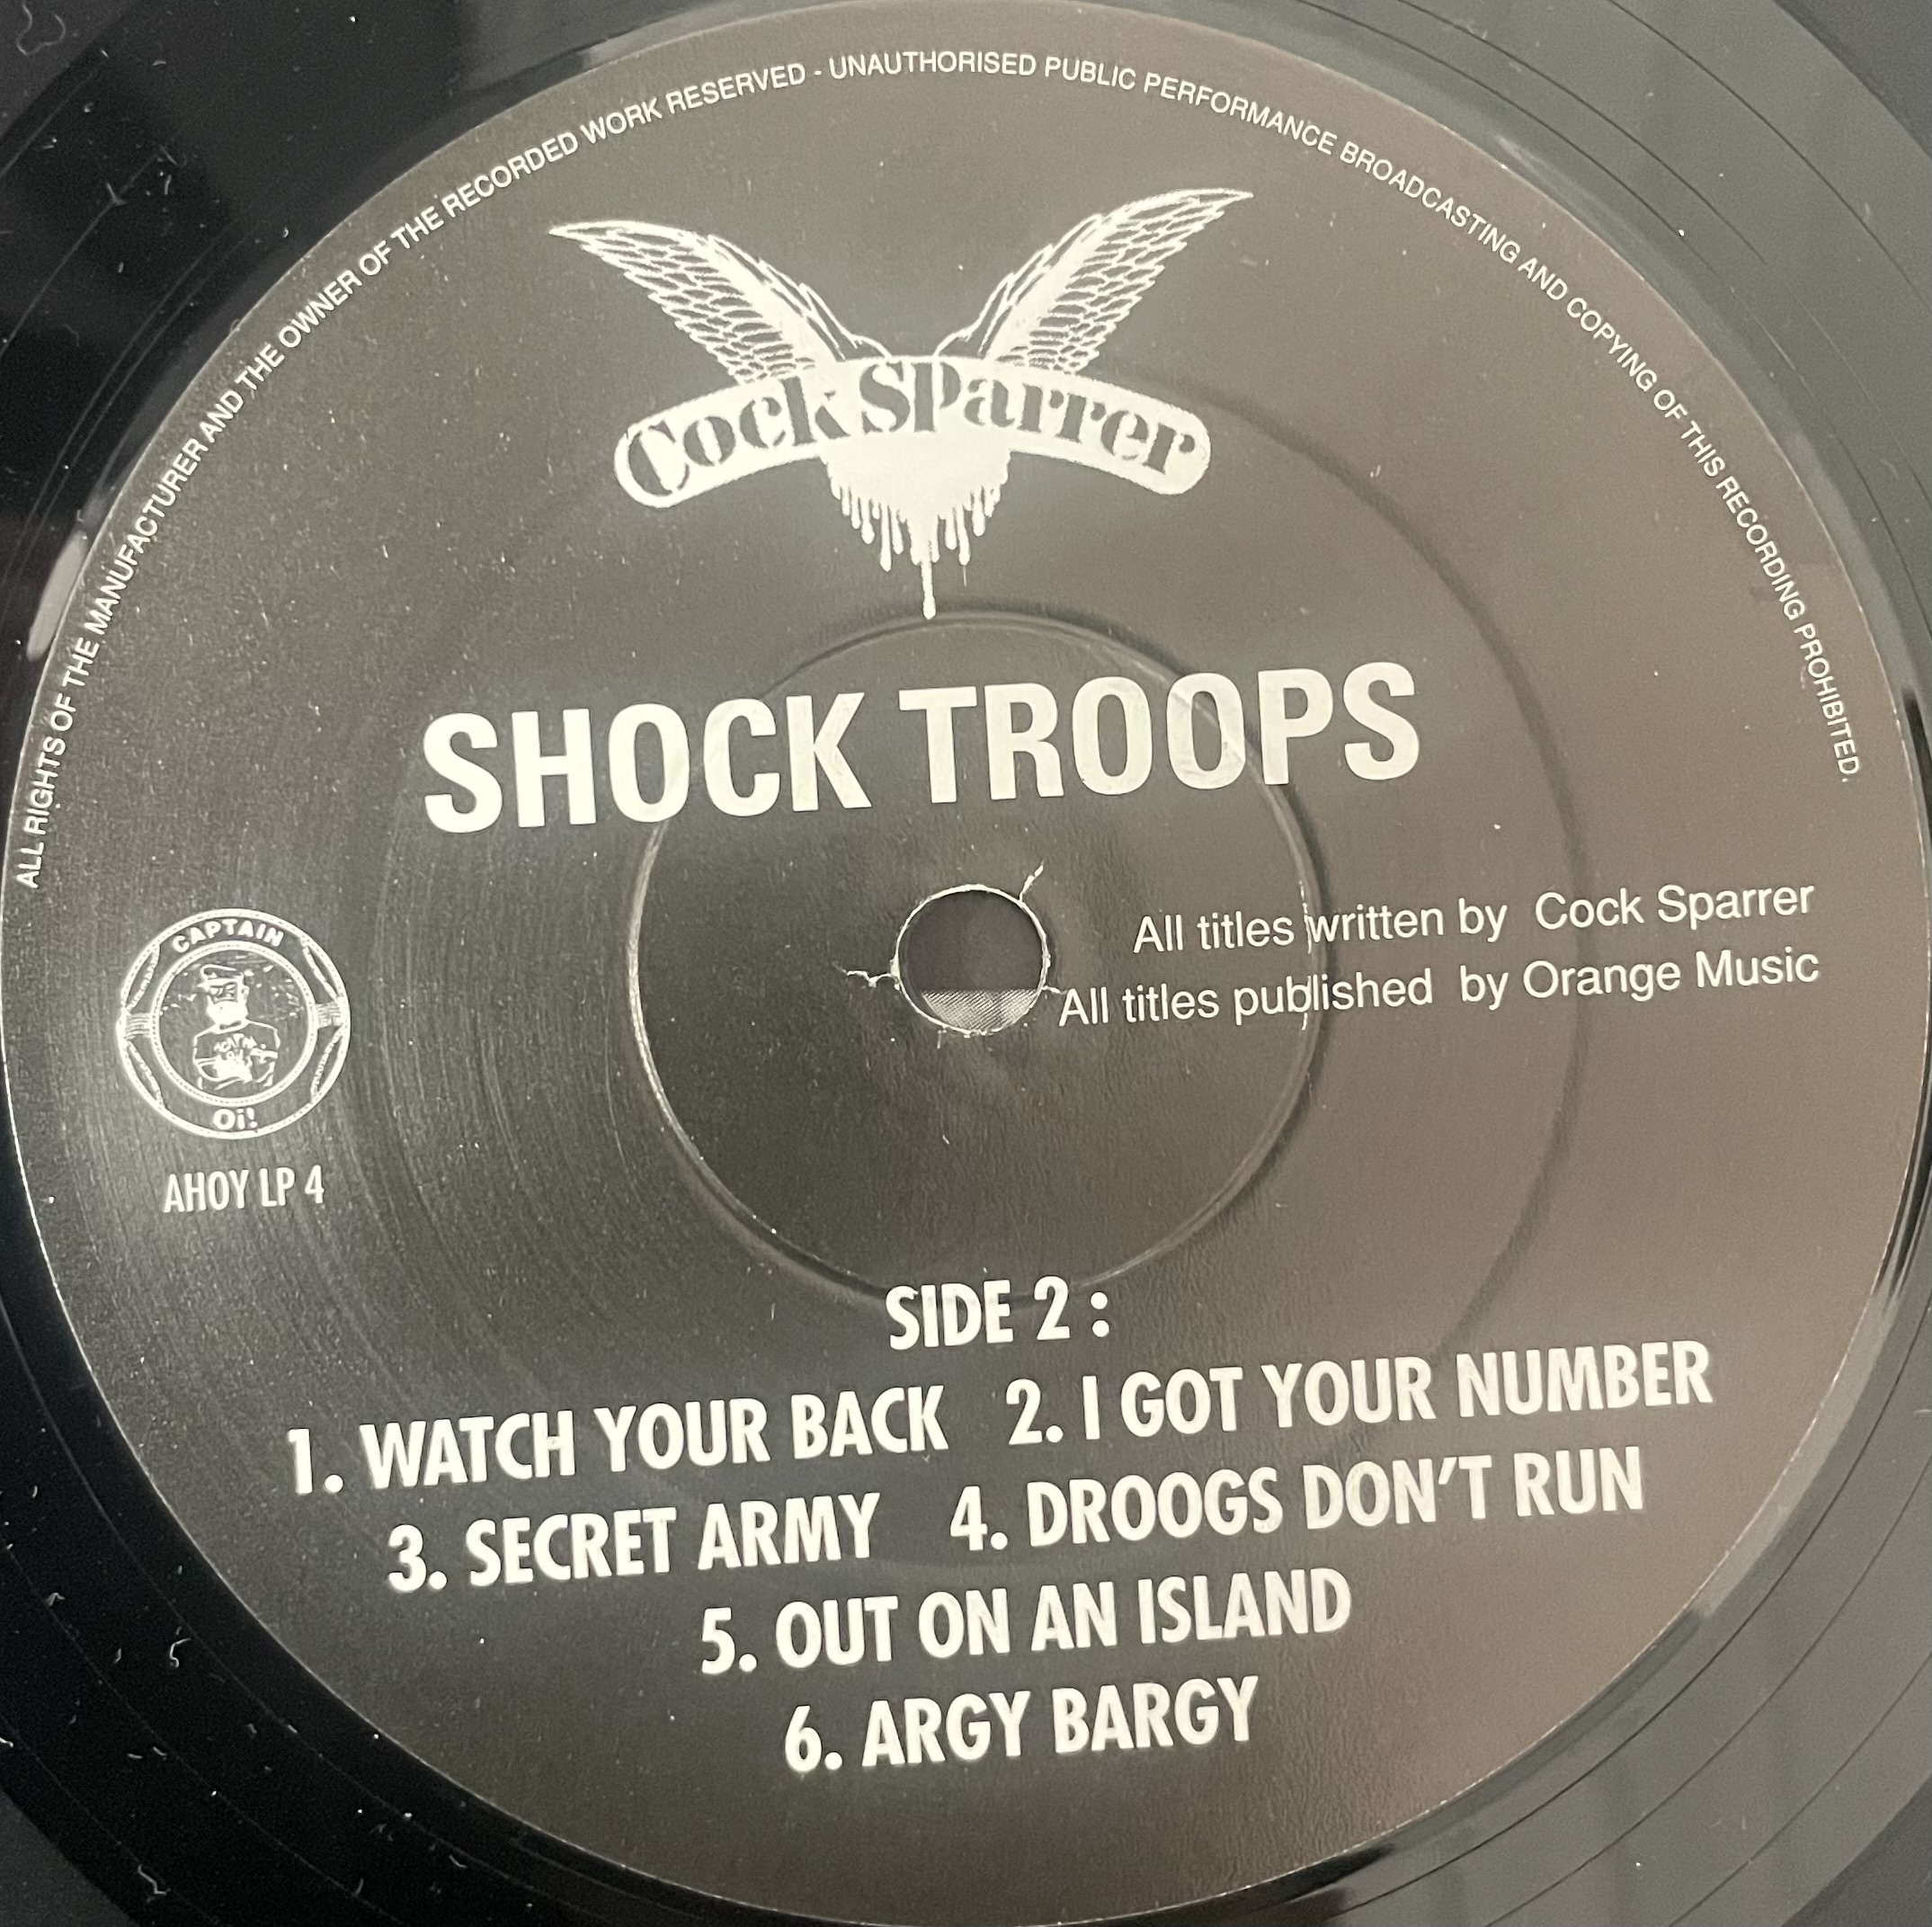 ALL RIGHTS OF THE MANUFACTURER AND THE OWNER OF THE RECORDED WORK RESERVED - UNAUTHORISED PUBLIC PERFORMANCE BROADCASTING AND COPYING OF THIS RECORDING PROHIBITED.
Cock Sparrer
SHOCK TROOPS
All titles written by Cock Sparrer
All titles published by Orange Music
CAPTAIN
Oi!
AHOY LP 4
SIDE 2 :
1. WATCH YOUR BACK 2. I GOT YOUR NUMBER
3. SECRET ARMY 4. DROOGS DON'T RUN
5. OUT ON AN ISLAND
6. ARGY BARGY